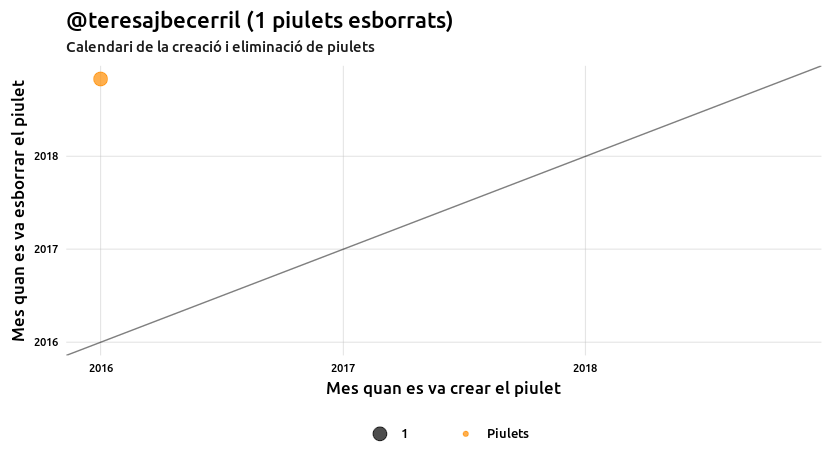 @teresajbecerril (1 piulets esborrats)
Calendari de la creació i eliminació de piulets
Mes quan es va esborrar el piulet
2018
2017
2016
2016 2017 2018
Mes quan es va crear el piulet
1 Piulets